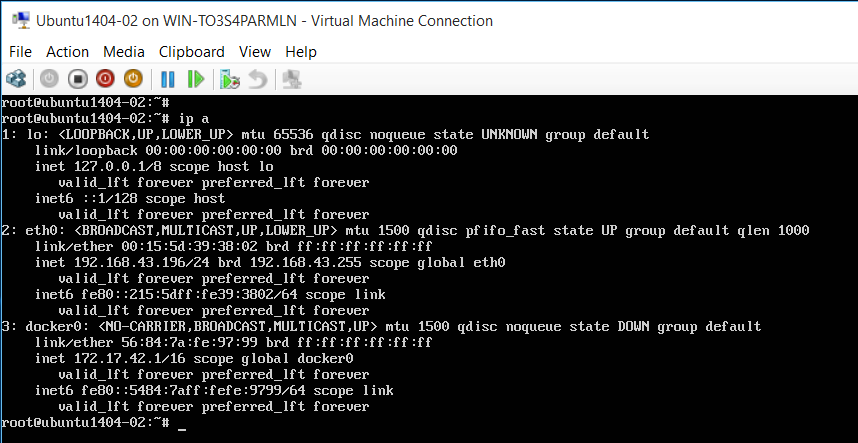 Ubuntu1404-02 on WIN-TO3S4PARMLN - Virtual Machine Connection
File Action Media Clipboard View Help
root@ubuntu1404-02:~#
root@ubuntu1404-02:~# ip a
1: lo: <LOOPBACK,UP,LOWER_UP> mtu 65536 qdisc noqueue state UNKNOWN group default
    link/loopback 00:00:00:00:00:00 brd 00:00:00:00:00:00
    inet 127.0.0.1/8 scope host lo
       valid_lft forever preferred_lft forever
    inet6 ::1/128 scope host
       valid_lft forever preferred_lft forever
2: eth0: <BROADCAST,MULTICAST,UP,LOWER_UP> mtu 1500 qdisc pfifo_fast state UP group default qlen 1000
    link/ether 00:15:5d:39:38:02 brd ff:ff:ff:ff:ff:ff
    inet 192.168.43.196/24 brd 192.168.43.255 scope global eth0
       valid_lft forever preferred_lft forever
    inet6 fe80::215:5dff:fe39:3802/64 scope link
       valid_lft forever preferred_lft forever
3: docker0: <NO-CARRIER,BROADCAST,MULTICAST,UP> mtu 1500 qdisc noqueue state DOWN group default
    link/ether 56:84:7a:fe:97:99 brd ff:ff:ff:ff:ff:ff
    inet 172.17.42.1/16 scope global docker0
       valid_lft forever preferred_lft forever
    inet6 fe80::5484:7aff:fefe:9799/64 scope link
       valid_lft forever preferred_lft forever
root@ubuntu1404-02:~# _